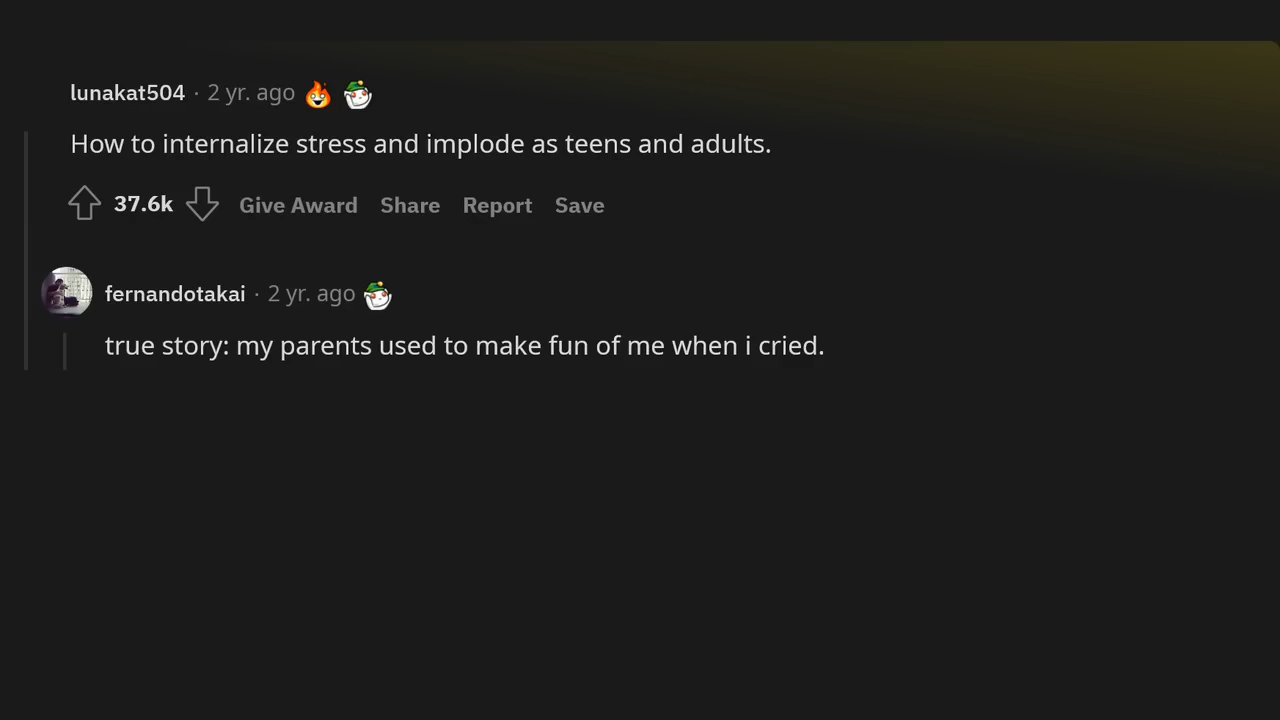 lunakat504 · 2 yr. ago
How to internalize stress and implode as teens and adults.
37.6k Give Award Share Report Save
fernandotakai · 2 yr. ago
true story: my parents used to make fun of me when i cried.